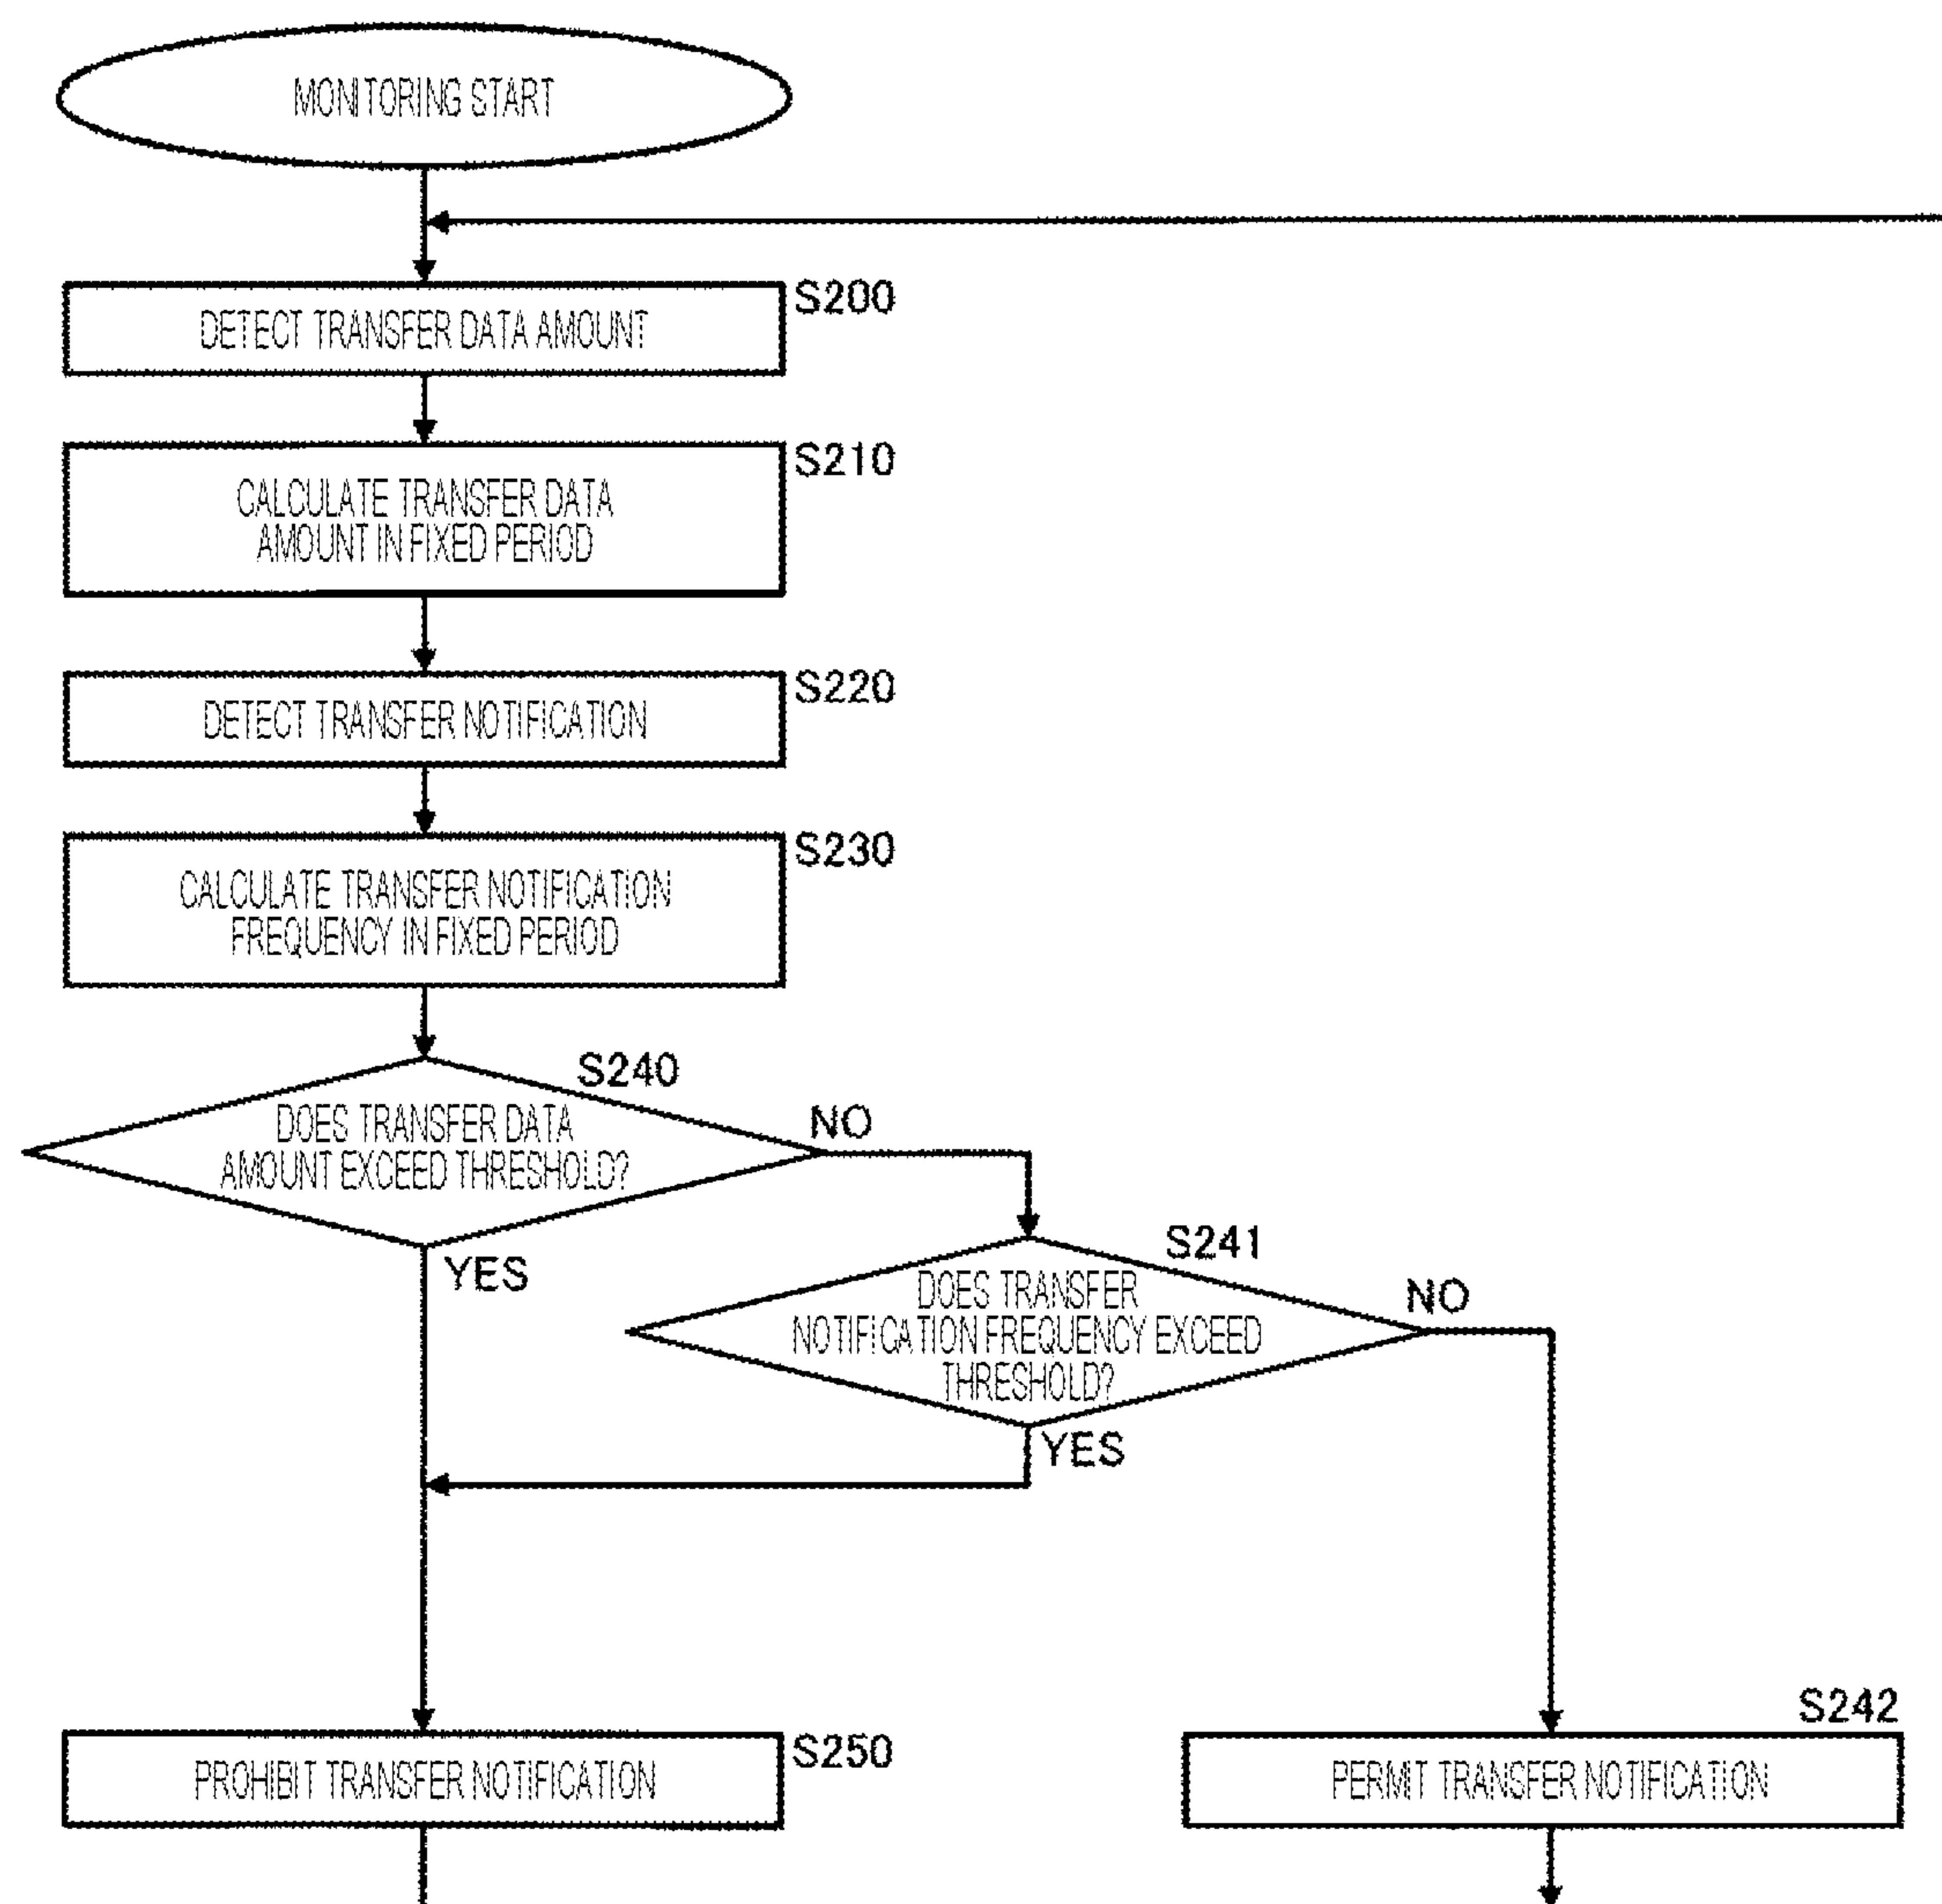 MONITORING START
S200
DETECT TRANSFER DATA AMOUNT
S210
CALCULATE TRANSFER DATA
AMOUNT IN FIXED PERIOD
S220
DETECT TRANSFER NOTIFICATION
S230
CALCULATE TRANSFER NOTIFICATION
FREQUENCY IN FIXED PERIOD
S240
DOES TRANSFER DATA
AMOUNT EXCEED THRESHOLD?
NO
YES
S241
DOES TRANSFER
NOTIFICATION FREQUENCY EXCEED
THRESHOLD?
NO
YES
S250
PROHIBIT TRANSFER NOTIFICATION
S242
PERMIT TRANSFER NOTIFICATION